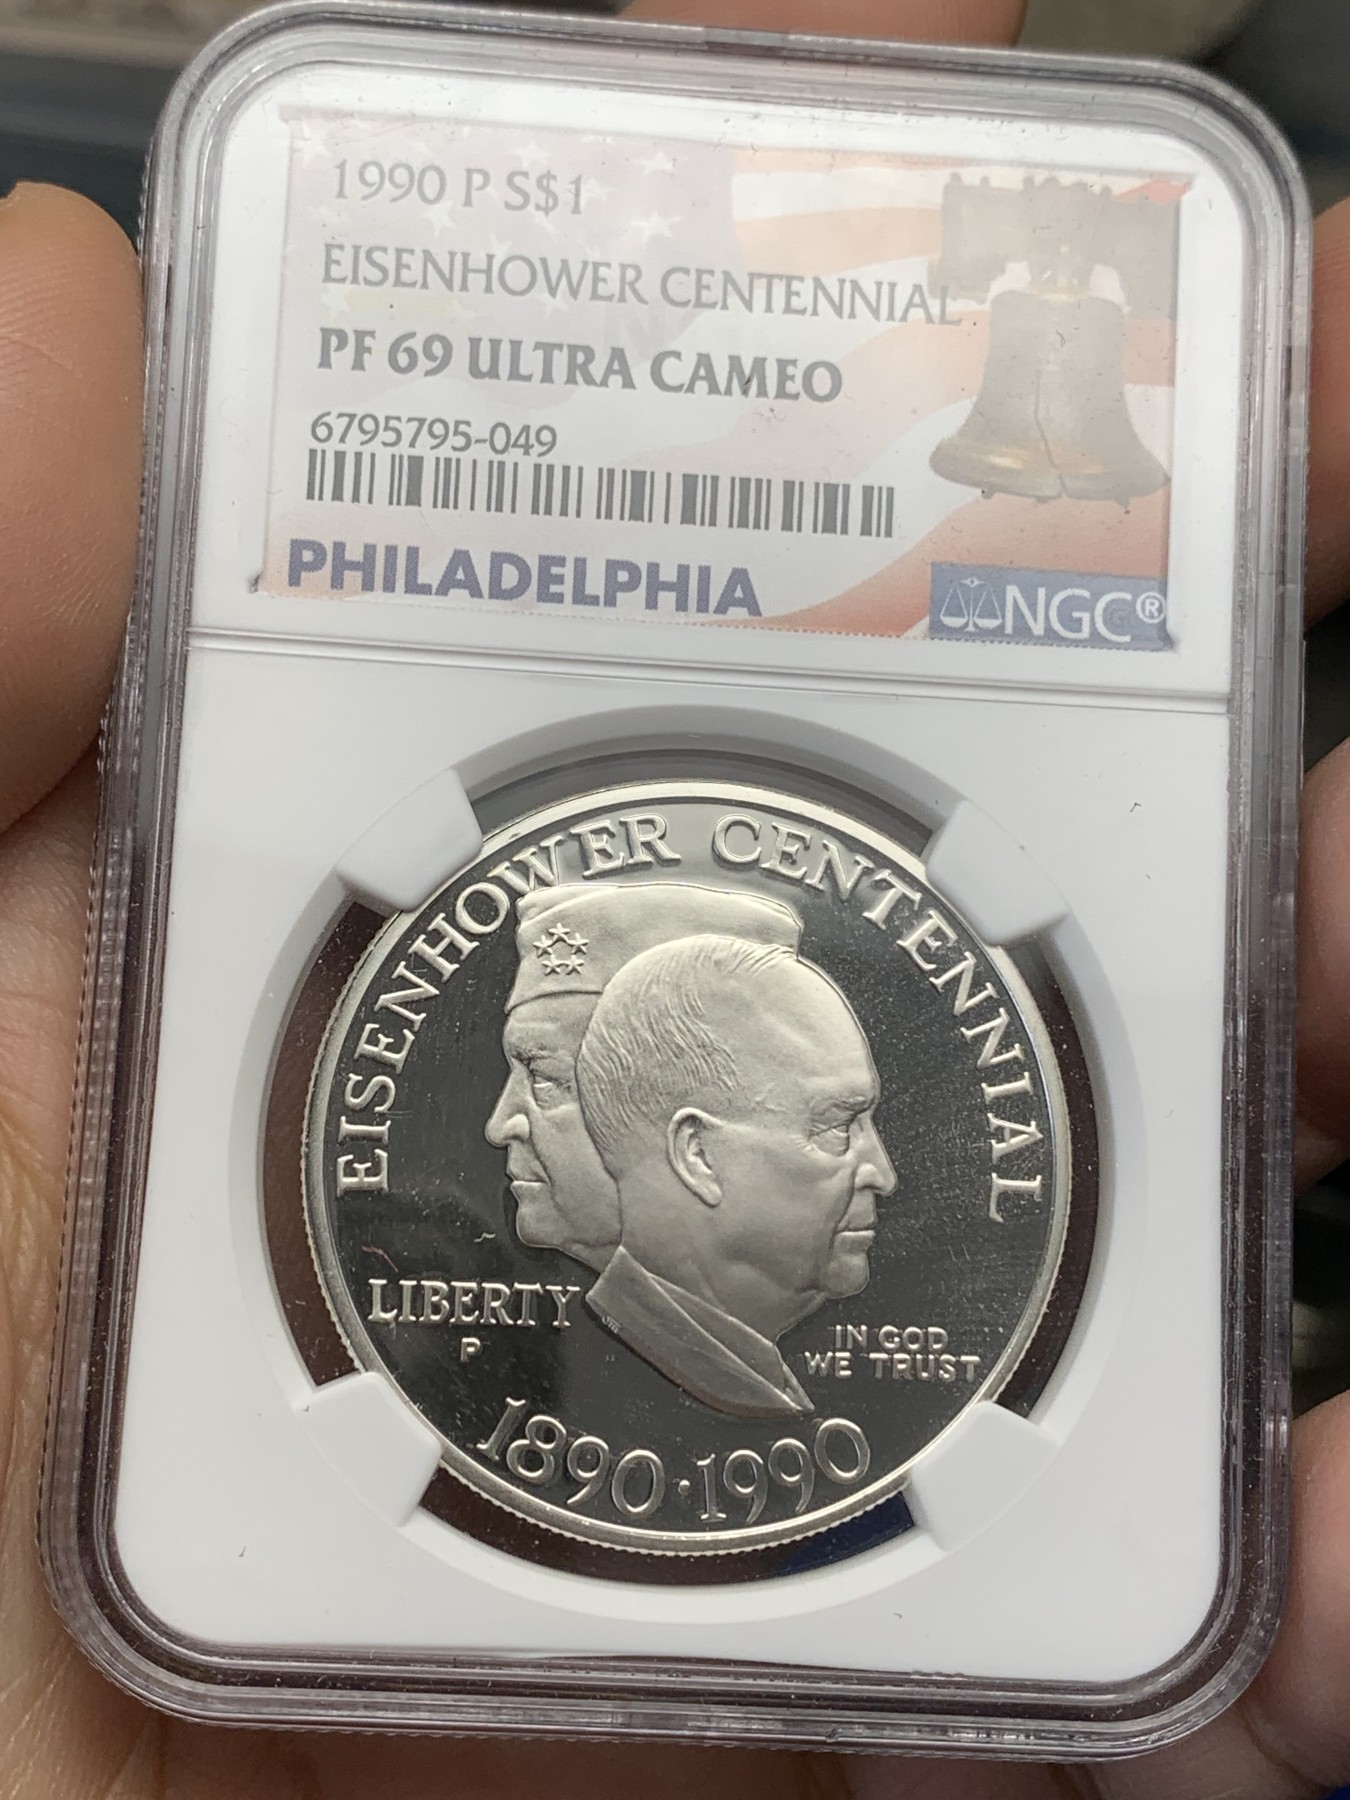 1990 P S$1
EISENHOWER CENTENNIAL
PF 69 ULTRA CAMEO
6795795-049
PHILADELPHIA
NGC®
EISENHOWER CENTENNIAL
LIBERTY
P
IN GOD
WE TRUST
1890·1990